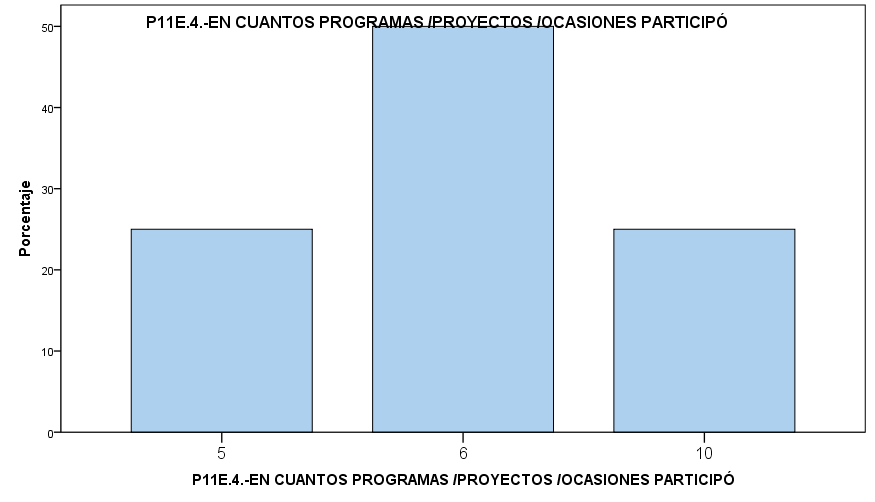 P11E.4.-EN CUANTOS PROGRAMAS /PROYECTOS /OCASIONES PARTICIPÓ
50
40
30
20
10
0
Porcentaje
5 6 10
P11E.4.-EN CUANTOS PROGRAMAS /PROYECTOS /OCASIONES PARTICIPÓ